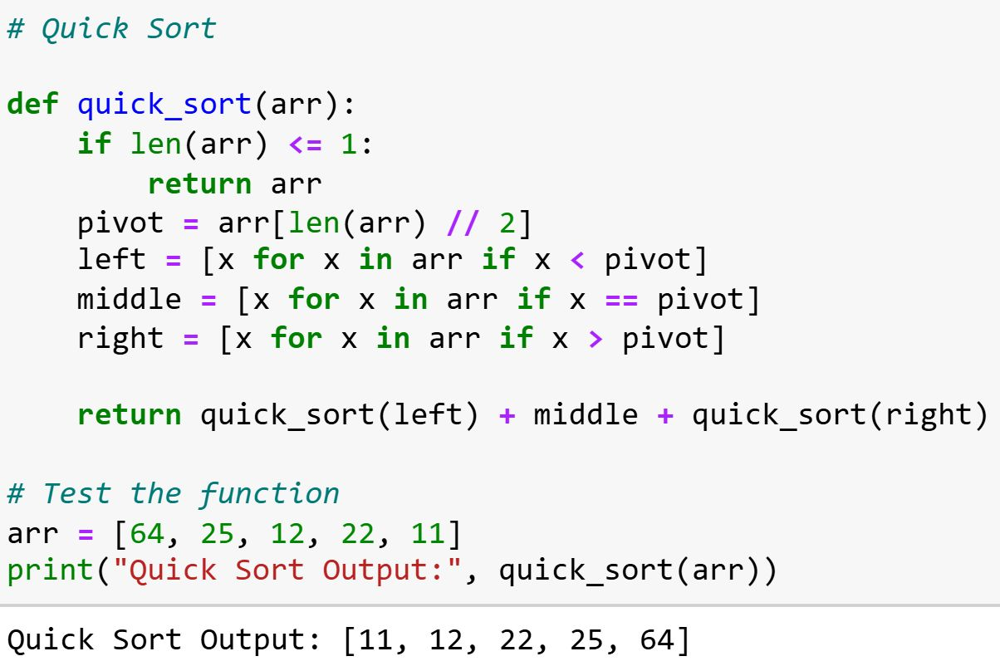 # Quick Sort
def quick_sort(arr):
    if len(arr) <= 1:
        return arr
    pivot = arr[len(arr) // 2]
    left = [x for x in arr if x < pivot]
    middle = [x for x in arr if x == pivot]
    right = [x for x in arr if x > pivot]
    return quick_sort(left) + middle + quick_sort(right)
# Test the function
arr = [64, 25, 12, 22, 11]
print("Quick Sort Output:", quick_sort(arr))
Quick Sort Output: [11, 12, 22, 25, 64]